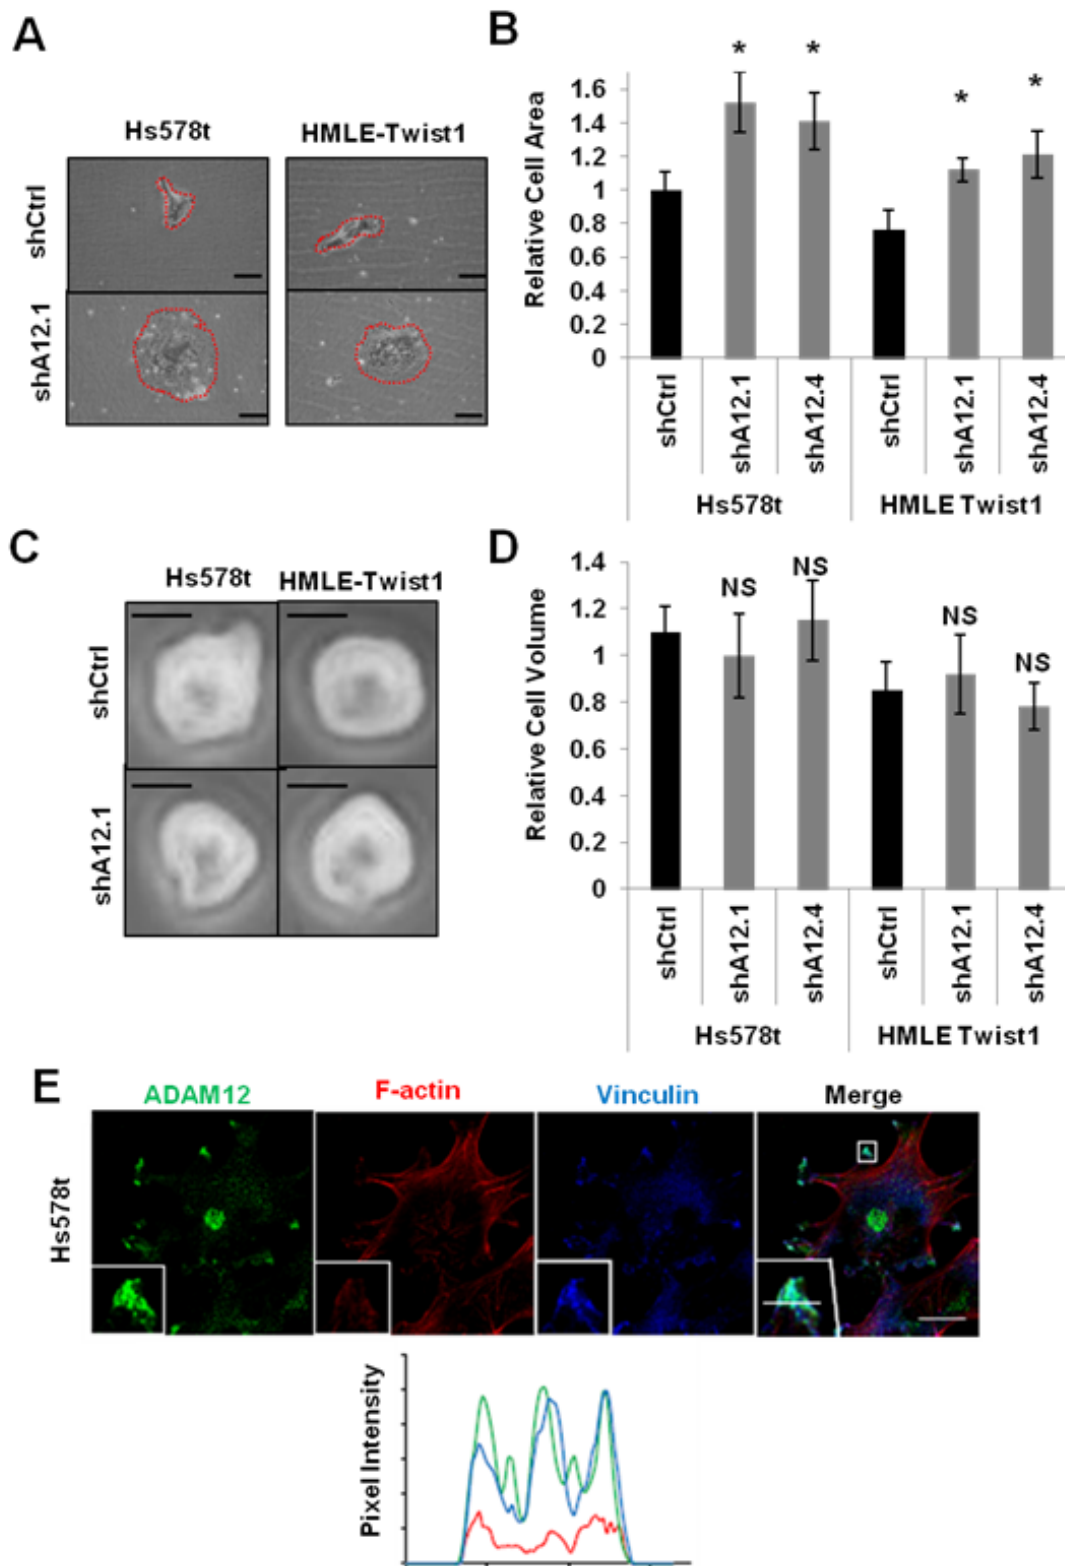 A
Hs578t
HMLE-Twist1
shCtrl
shA12.1
B
Relative Cell Area
1.6
1.4
1.2
1
0.8
0.6
0.4
0.2
0
*
*
*
*
shCtrl
shA12.1
shA12.4
shCtrl
shA12.1
shA12.4
Hs578t
HMLE Twist1
C
Hs578t
HMLE-Twist1
shCtrl
shA12.1
D
Relative Cell Volume
1.4
1.2
1
0.8
0.6
0.4
0.2
0
NS
NS
NS
NS
shCtrl
shA12.1
shA12.4
shCtrl
shA12.1
shA12.4
Hs578t
HMLE Twist1
E
ADAM12
F-actin
Vinculin
Merge
Hs578t
Pixel Intensity